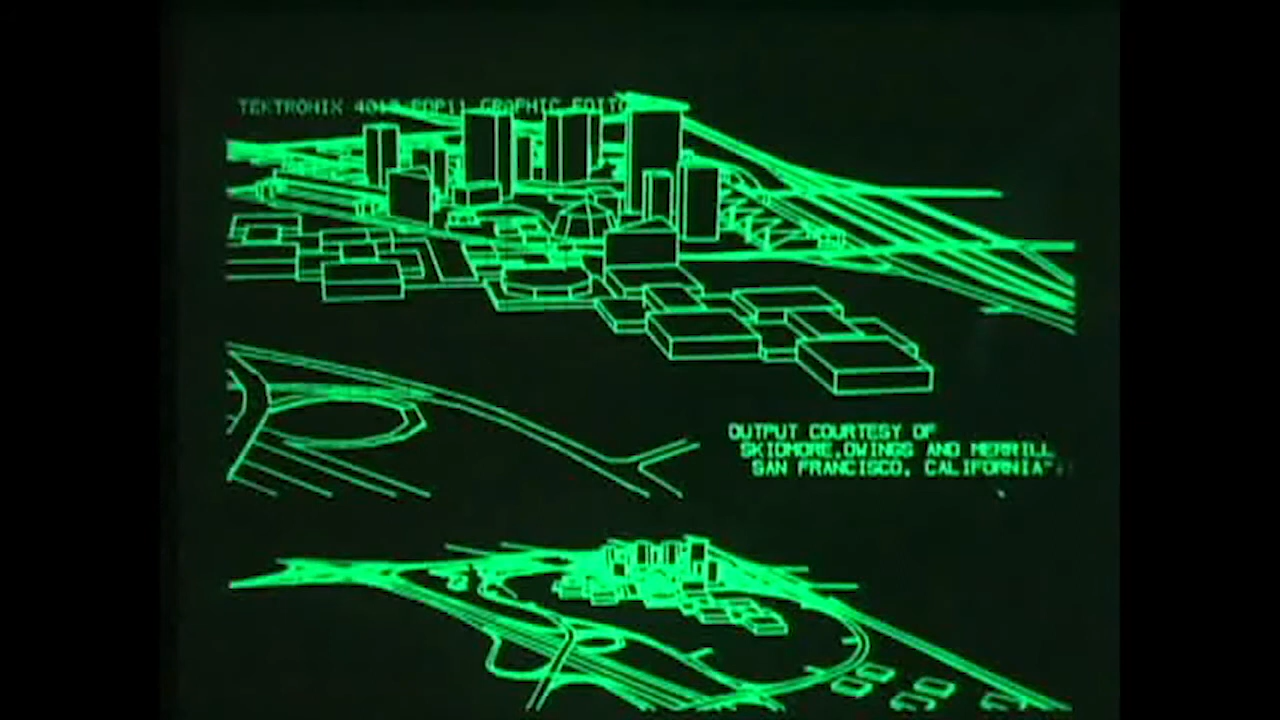 TEKTRONIX PDP11 GRAPHIC
OUTPUT COURTESY OF
SKIDMORE,OWINGS AND MERRILL
SAN FRANCISCO, CALIFORNIA